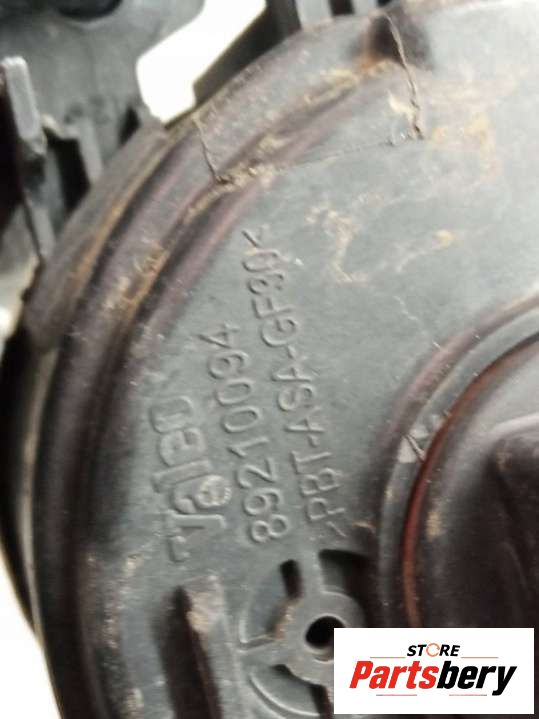 Valeo
89210094
>PBT-ASA-GF30<
STORE
Partsbery